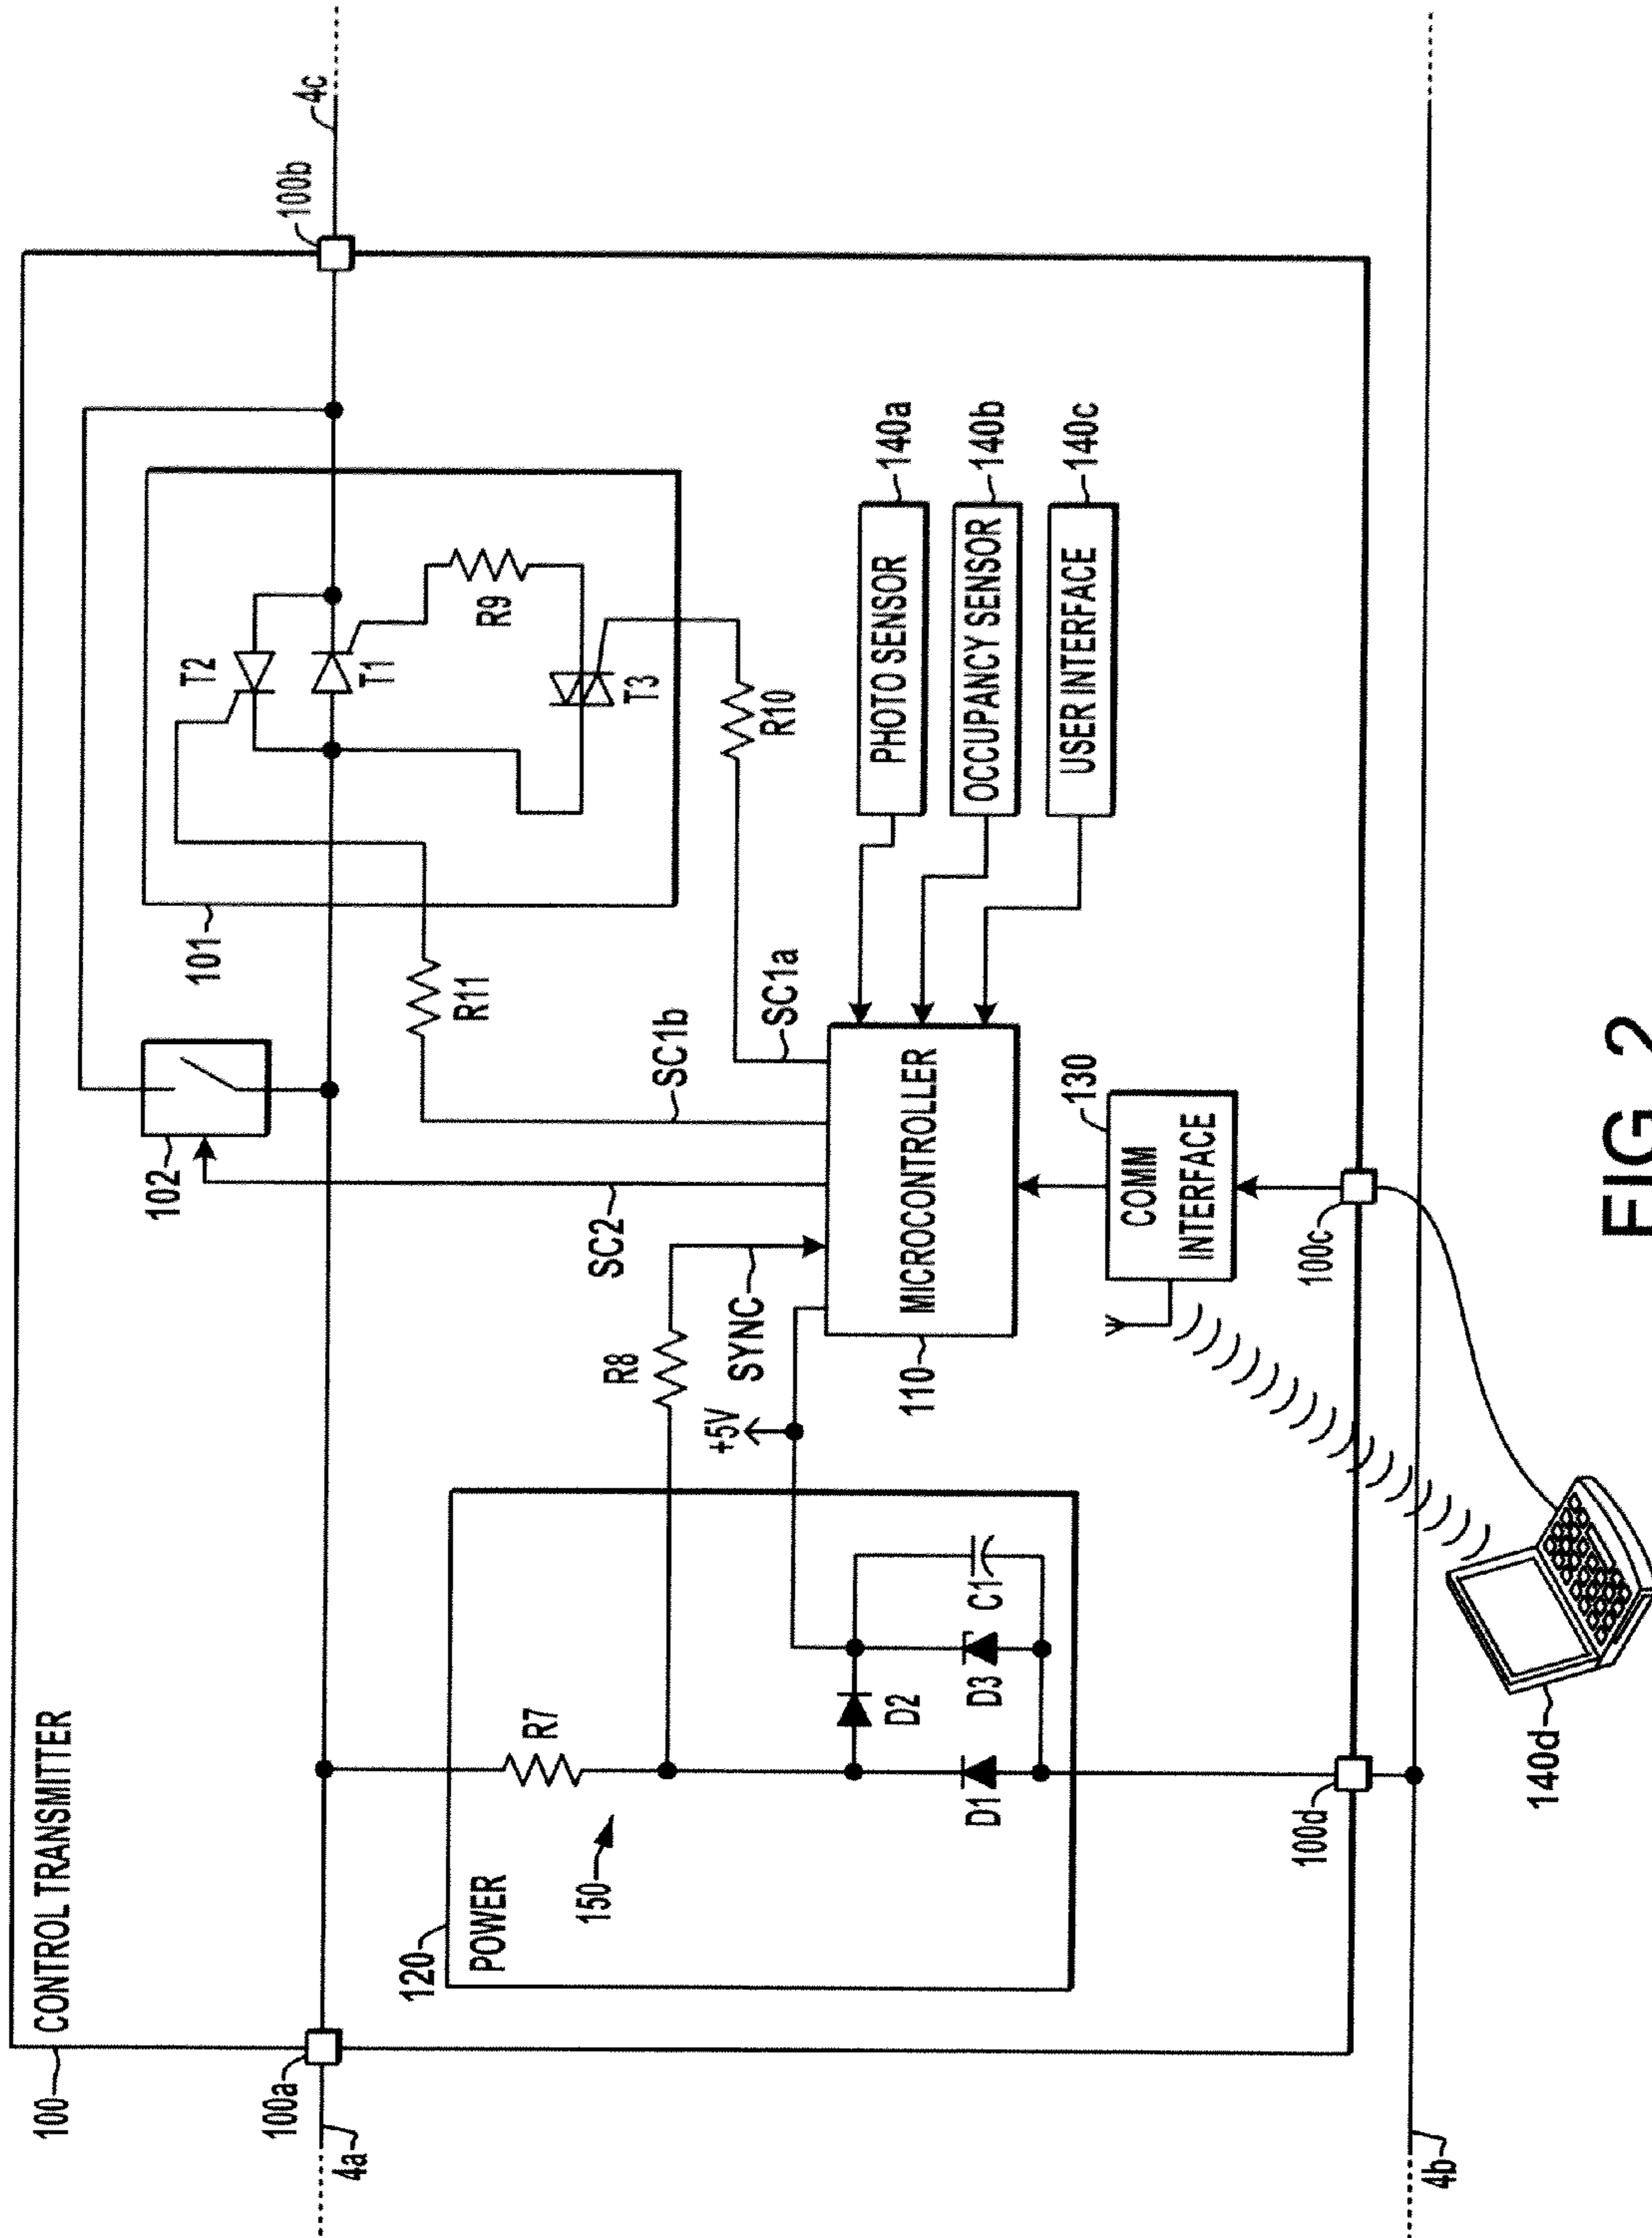 100
CONTROL TRANSMITTER
100a
4a
100b
4c
102
101
T2
T1
R9
T3
R11
R10
SC1b
SC1a
SC2
R8
SYNC
+5V
120
POWER
150
R7
D2
D1
D3
C1
MICROCONTROLLER
110
PHOTO SENSOR
140a
OCCUPANCY SENSOR
140b
USER INTERFACE
140c
COMM
INTERFACE
130
100c
100d
4b
140d
FIG. 2